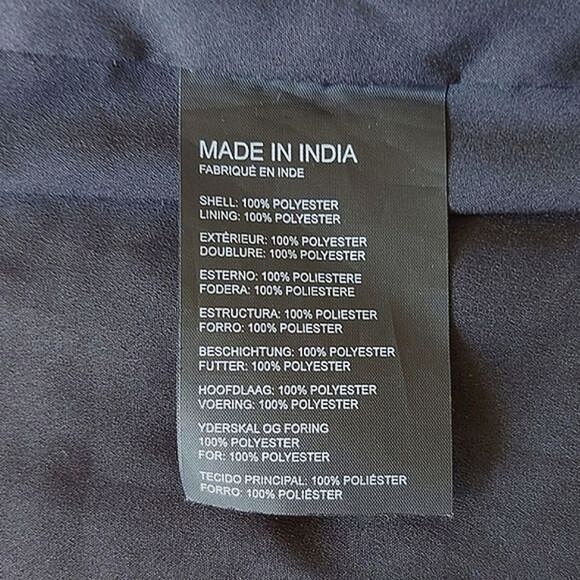 MADE IN INDIA
FABRIQUÉ EN INDE
SHELL: 100% POLYESTER
LINING: 100% POLYESTER
EXTÉRIEUR: 100% POLYESTER
DOUBLURE: 100% POLYESTER
ESTERNO: 100% POLIESTERE
FODERA: 100% POLIESTERE
ESTRUCTURA: 100% POLYESTER
FORRO: 100% POLYESTER
BESCHICHTUNG: 100% POLYESTER
FUTTER: 100% POLYESTER
HOOFDLAAG: 100% POLYESTER
VOERING: 100% POLYESTER
YDERSKAL OG FORING
100% POLYESTER
FOR: 100% POLYESTER
TECIDO PRINCIPAL: 100% POLIÉSTER
FORRO: 100% POLIÉSTER